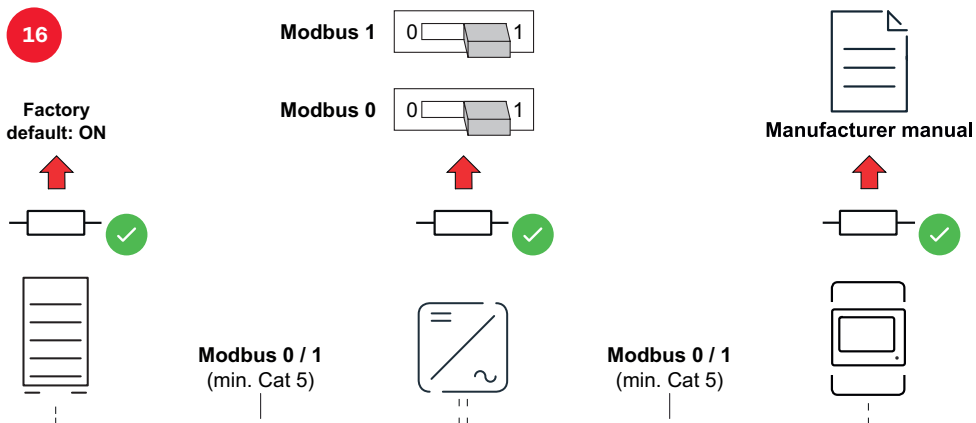 16
Modbus 1
0 1
Modbus 0
0 1
Factory
default: ON
Manufacturer manual
Modbus 0 / 1
(min. Cat 5)
Modbus 0 / 1
(min. Cat 5)